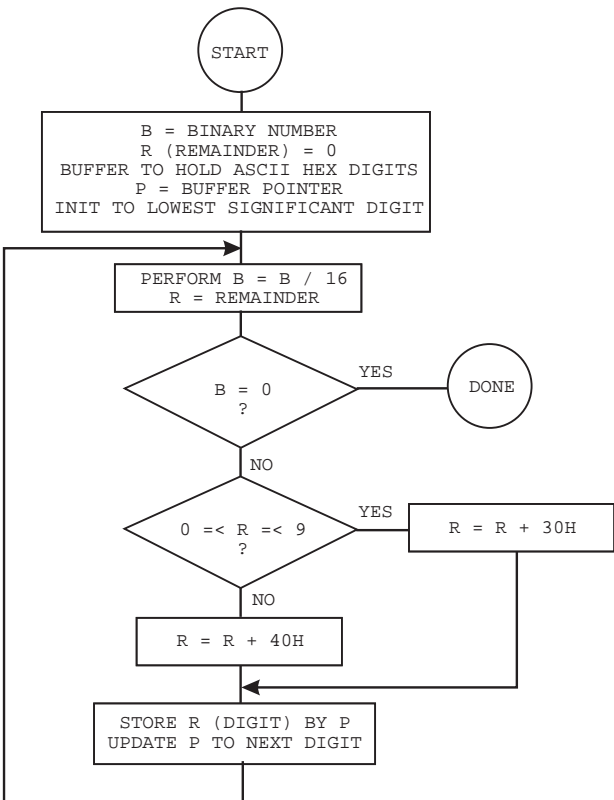 START
B = BINARY NUMBER
R (REMAINDER) = 0
BUFFER TO HOLD ASCII HEX DIGITS
P = BUFFER POINTER
INIT TO LOWEST SIGNIFICANT DIGIT
PERFORM B = B / 16
R = REMAINDER
B = 0
?
YES
DONE
NO
0 =< R =< 9
?
YES
R = R + 30H
NO
R = R + 40H
STORE R (DIGIT) BY P
UPDATE P TO NEXT DIGIT